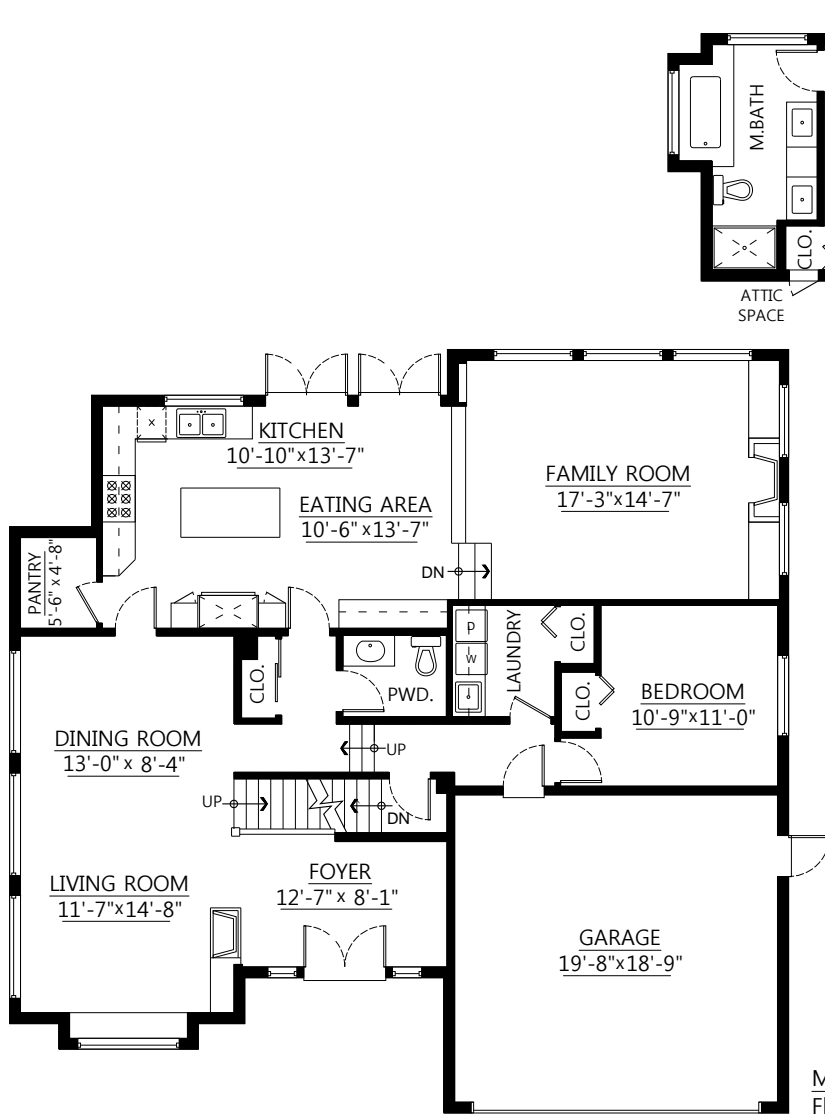 M.BATH
CLO.
ATTIC
SPACE
KITCHEN
10'-10"x13'-7"
EATING AREA
10'-6"x13'-7"
FAMILY ROOM
17'-3"x14'-7"
DN
PANTRY
5'-6" x 4'-8"
P
W
LAUNDRY
CLO.
CLO.
PWD.
CLO.
BEDROOM
10'-9"x11'-0"
DINING ROOM
13'-0" x 8'-4"
UP
UP
DN
LIVING ROOM
11'-7"x14'-8"
FOYER
12'-7" x 8'-1"
GARAGE
19'-8"x18'-9"